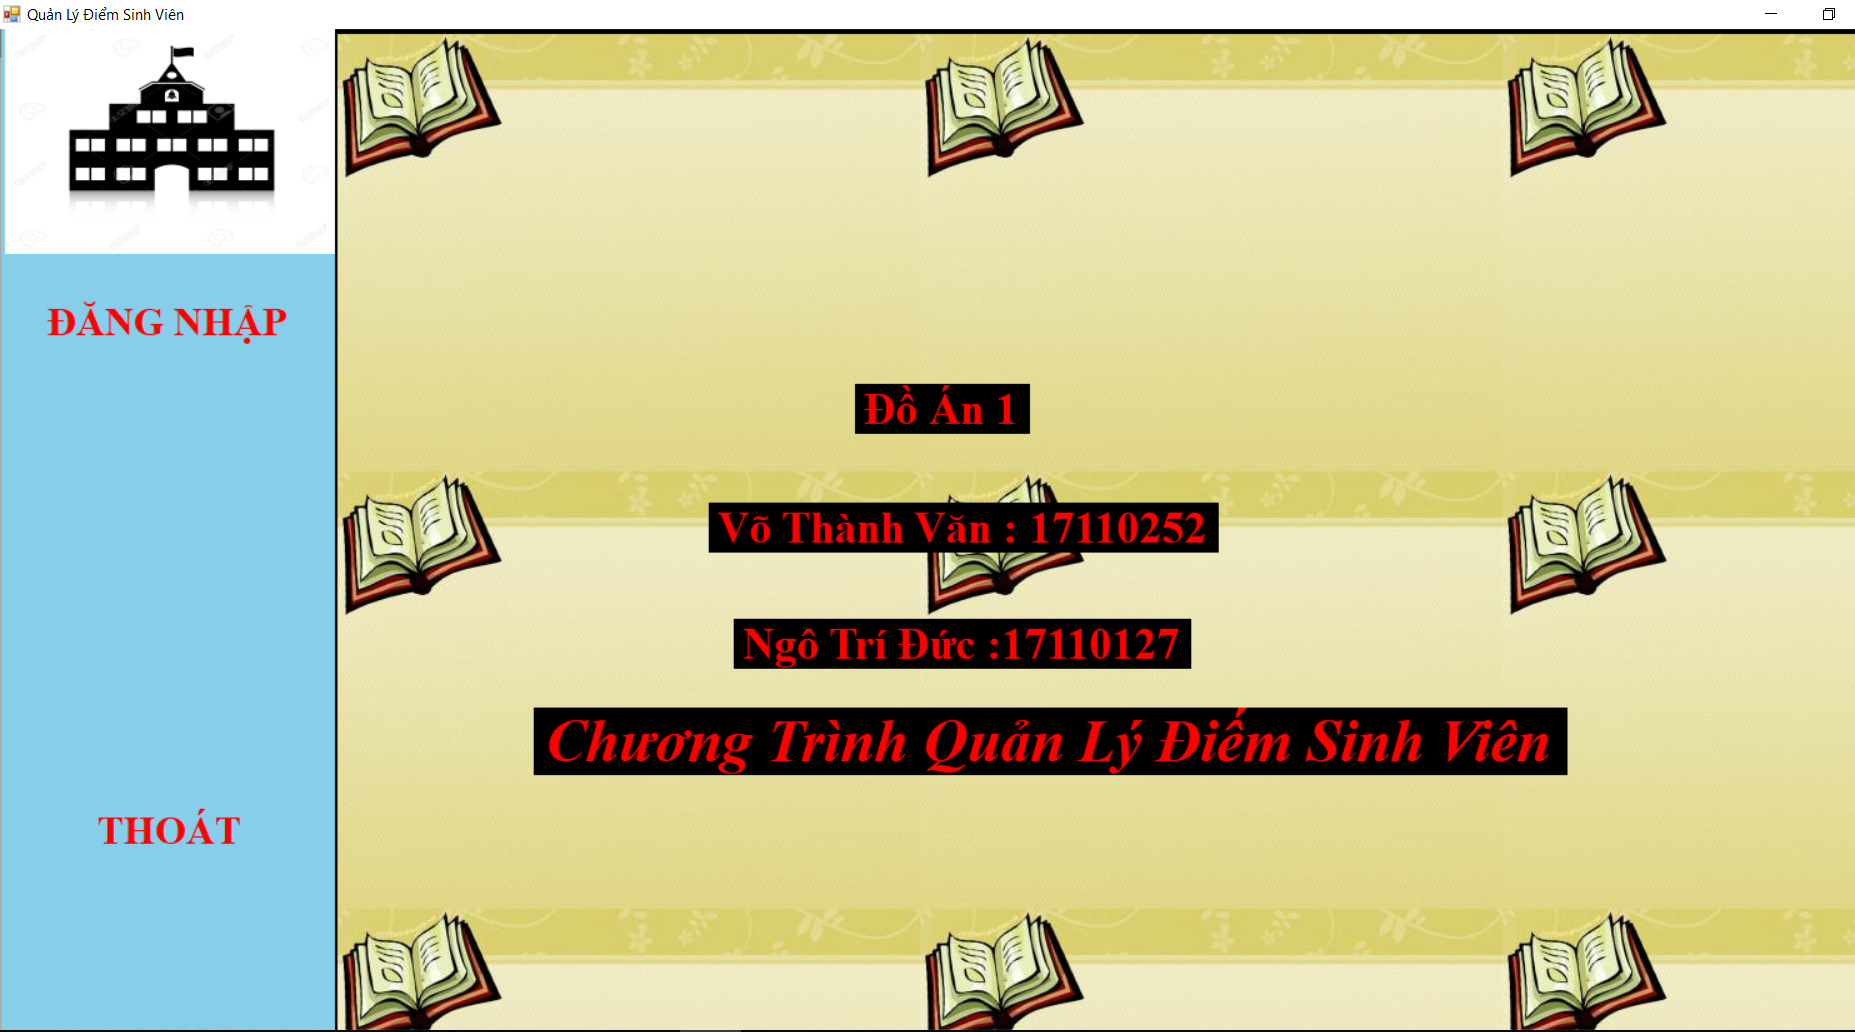 Quản Lý Điểm Sinh Viên
ĐĂNG NHẬP
THOÁT
Đồ Án 1
Võ Thành Văn : 17110252
Ngô Trí Đức :17110127
Chương Trình Quản Lý Điểm Sinh Viên